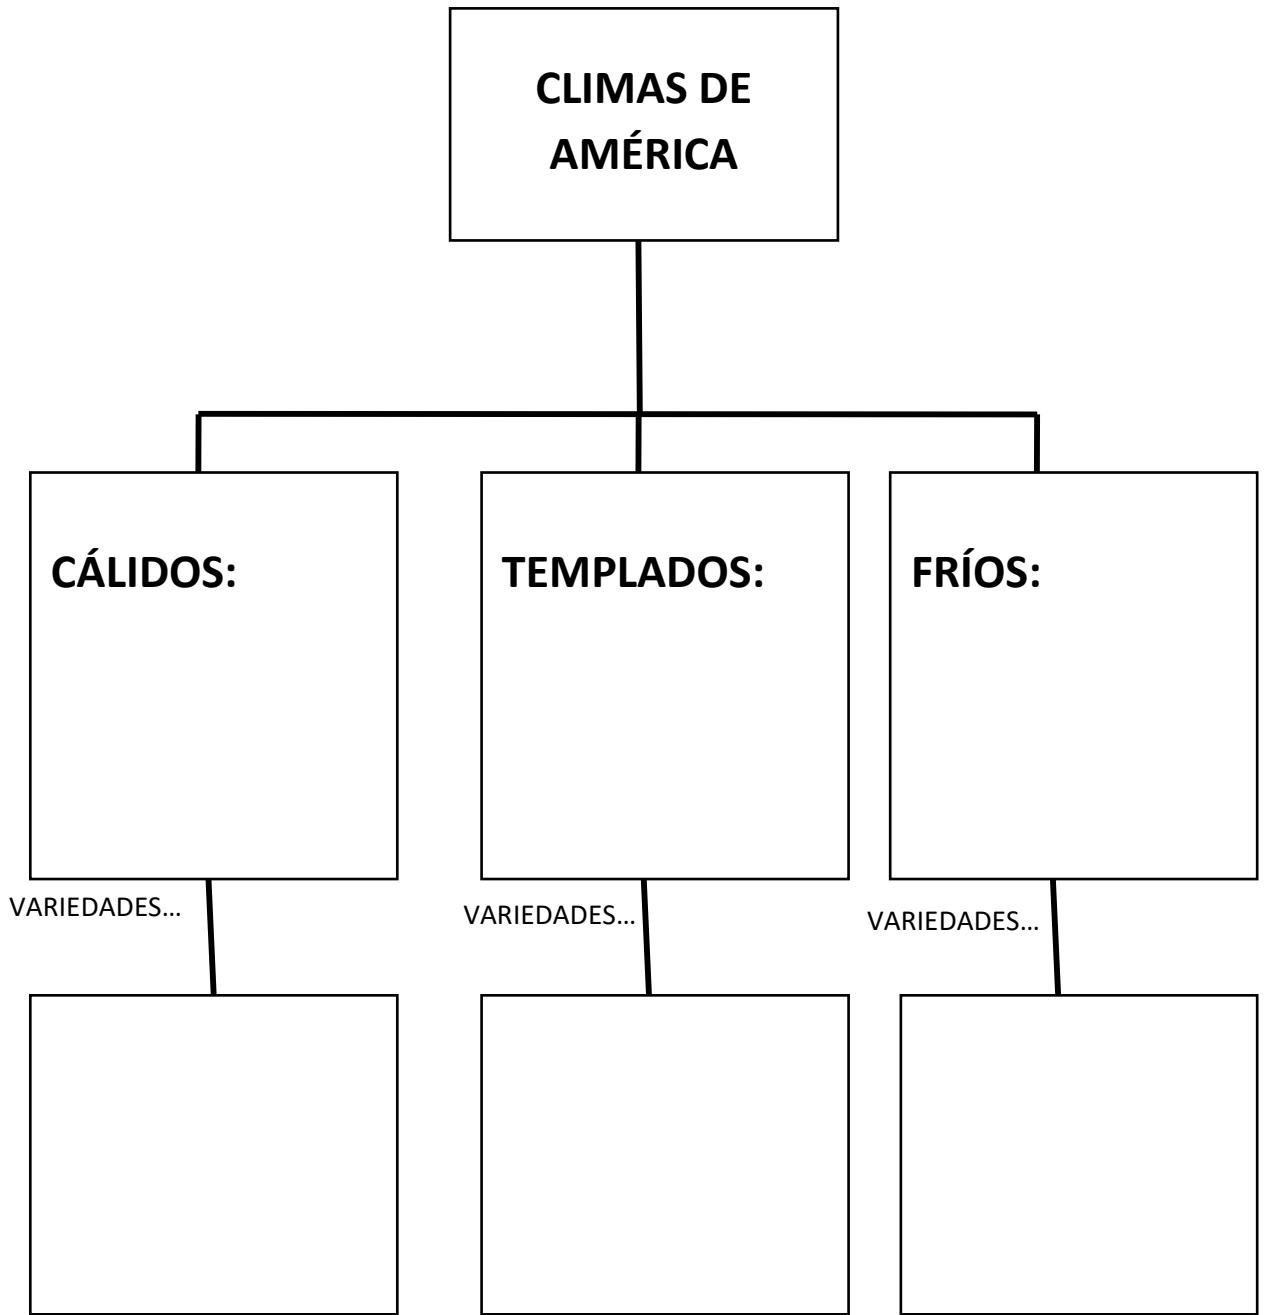 CLIMAS DE
AMÉRICA
CÁLIDOS:
TEMPLADOS:
FRÍOS:
VARIEDADES...
VARIEDADES...
VARIEDADES...